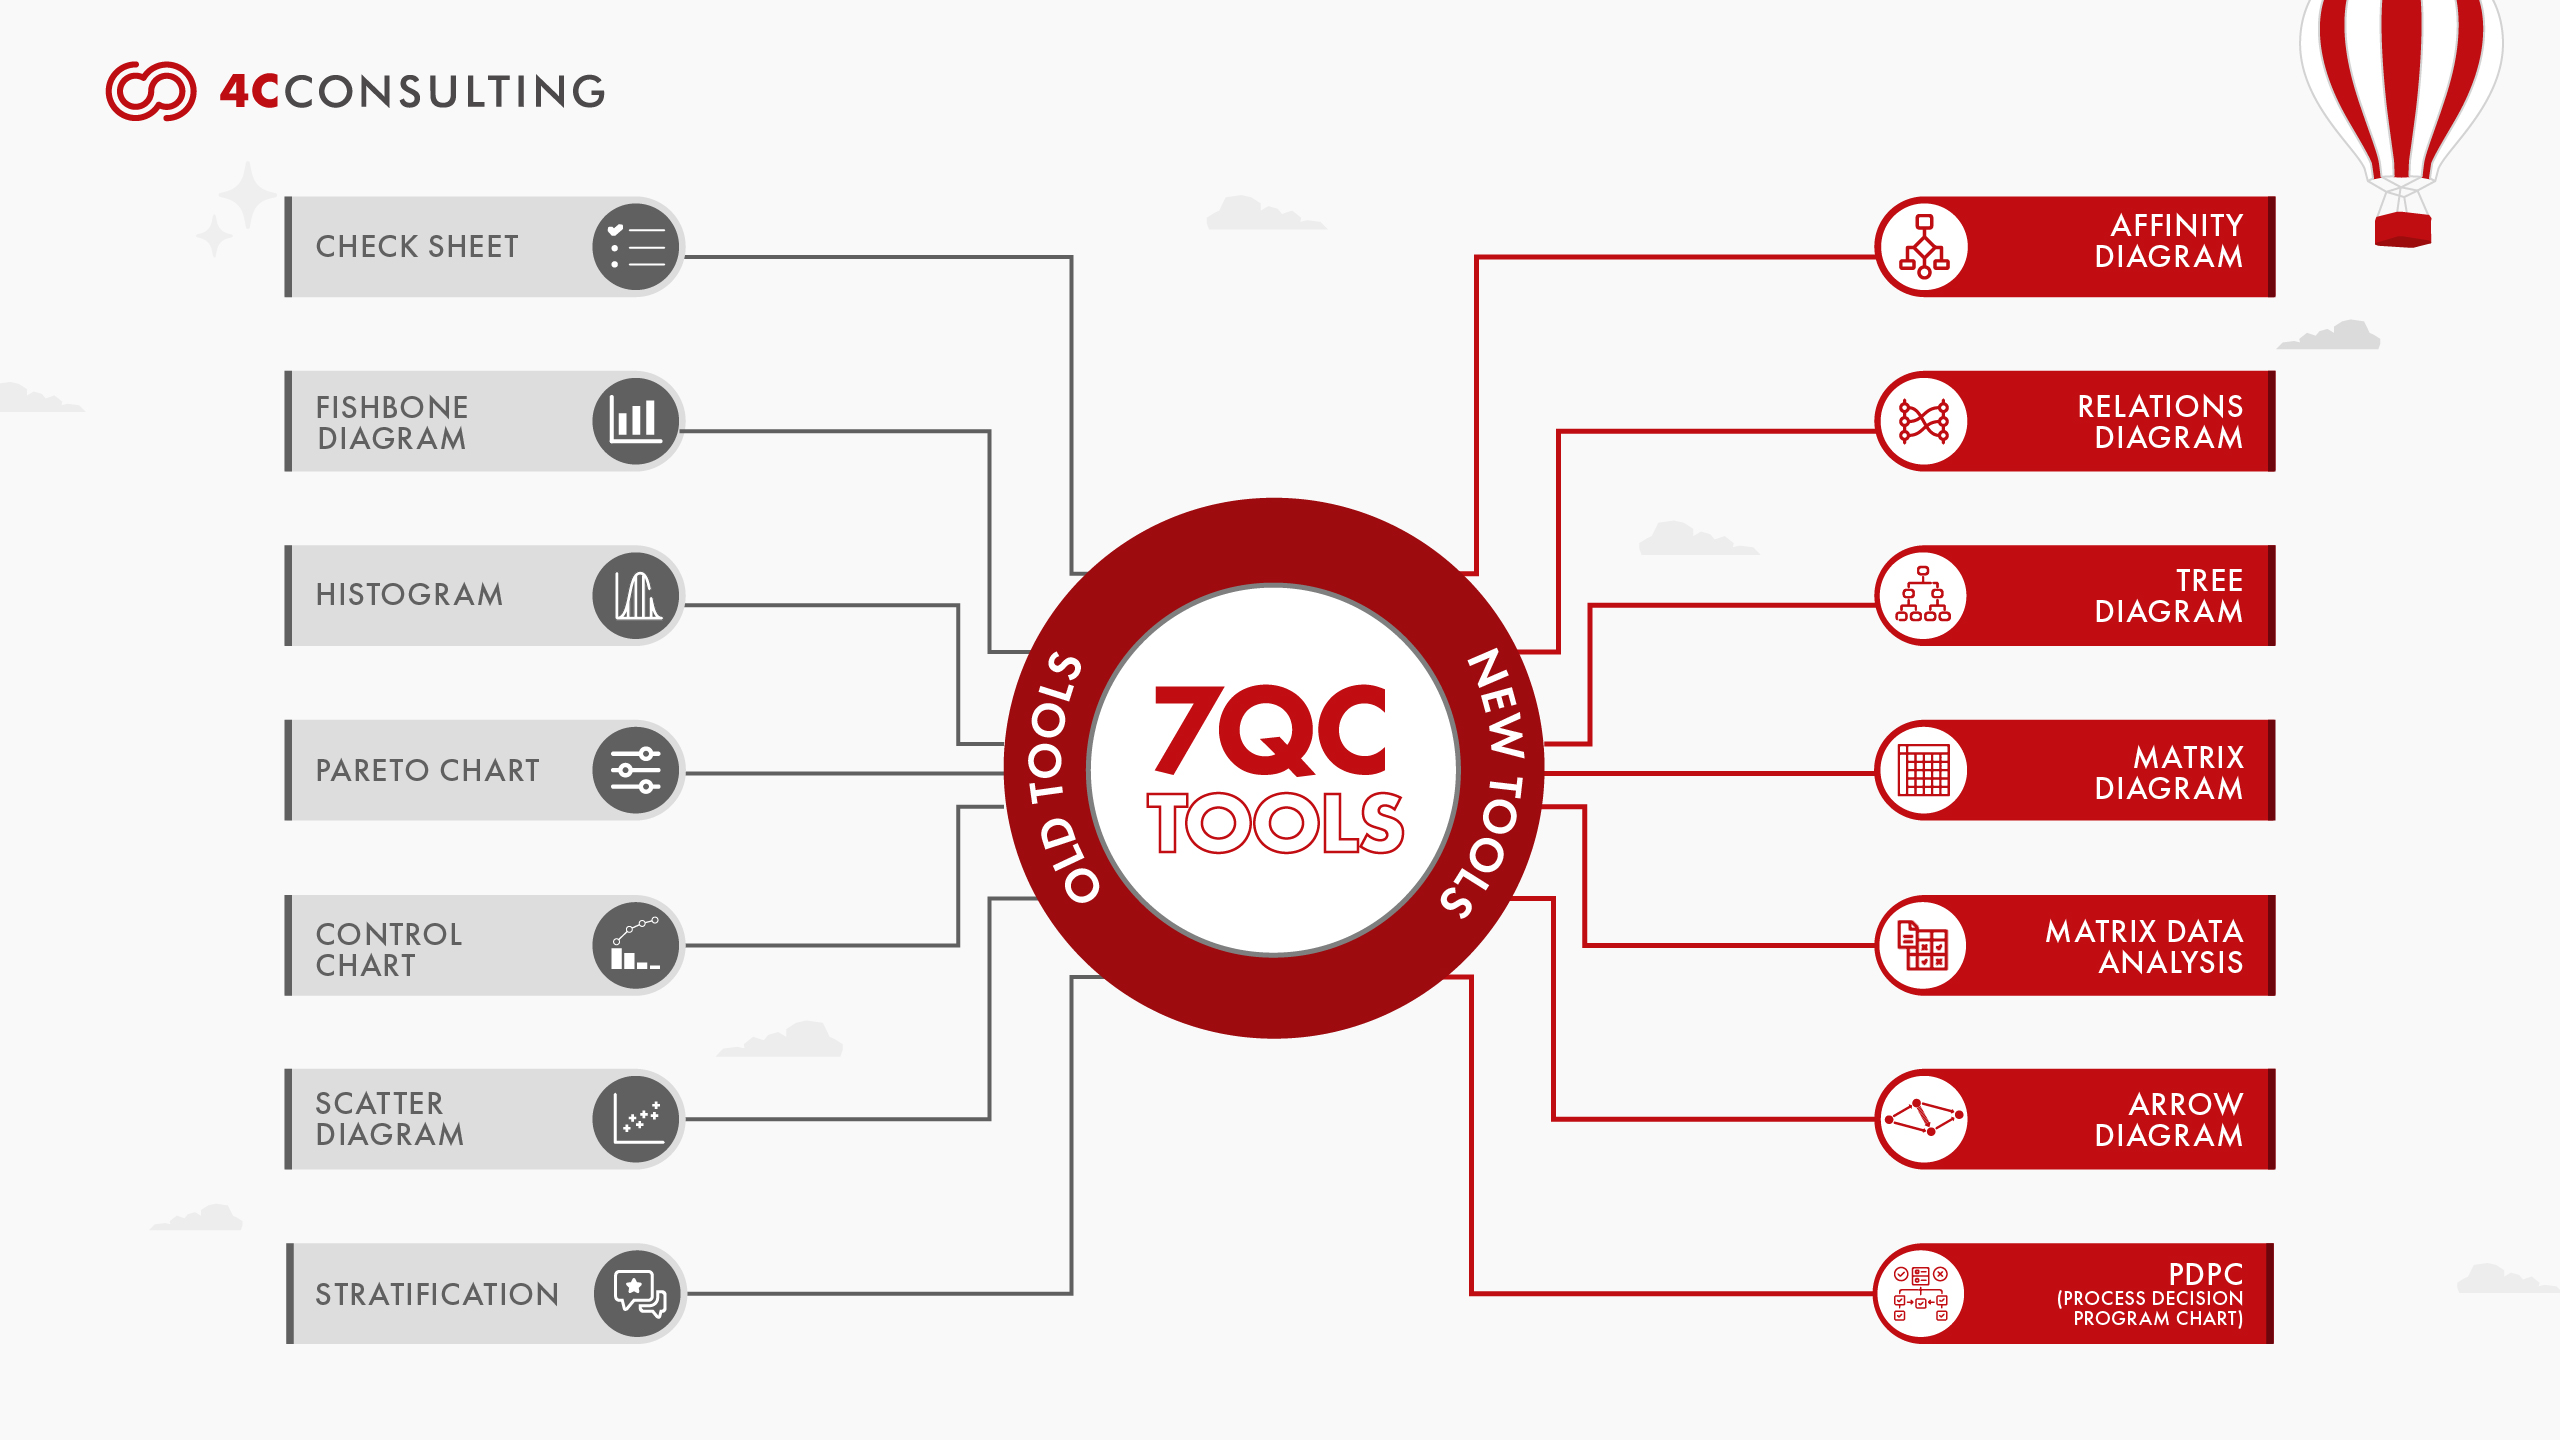 4CCONSULTING
CHECK SHEET
FISHBONE
DIAGRAM
HISTOGRAM
PARETO CHART
CONTROL
CHART
SCATTER
DIAGRAM
STRATIFICATION
OLD TOOLS
7QC
TOOLS
NEW TOOLS
AFFINITY
DIAGRAM
RELATIONS
DIAGRAM
TREE
DIAGRAM
MATRIX
DIAGRAM
MATRIX DATA
ANALYSIS
ARROW
DIAGRAM
PDPC
(PROCESS DECISION
PROGRAM CHART)